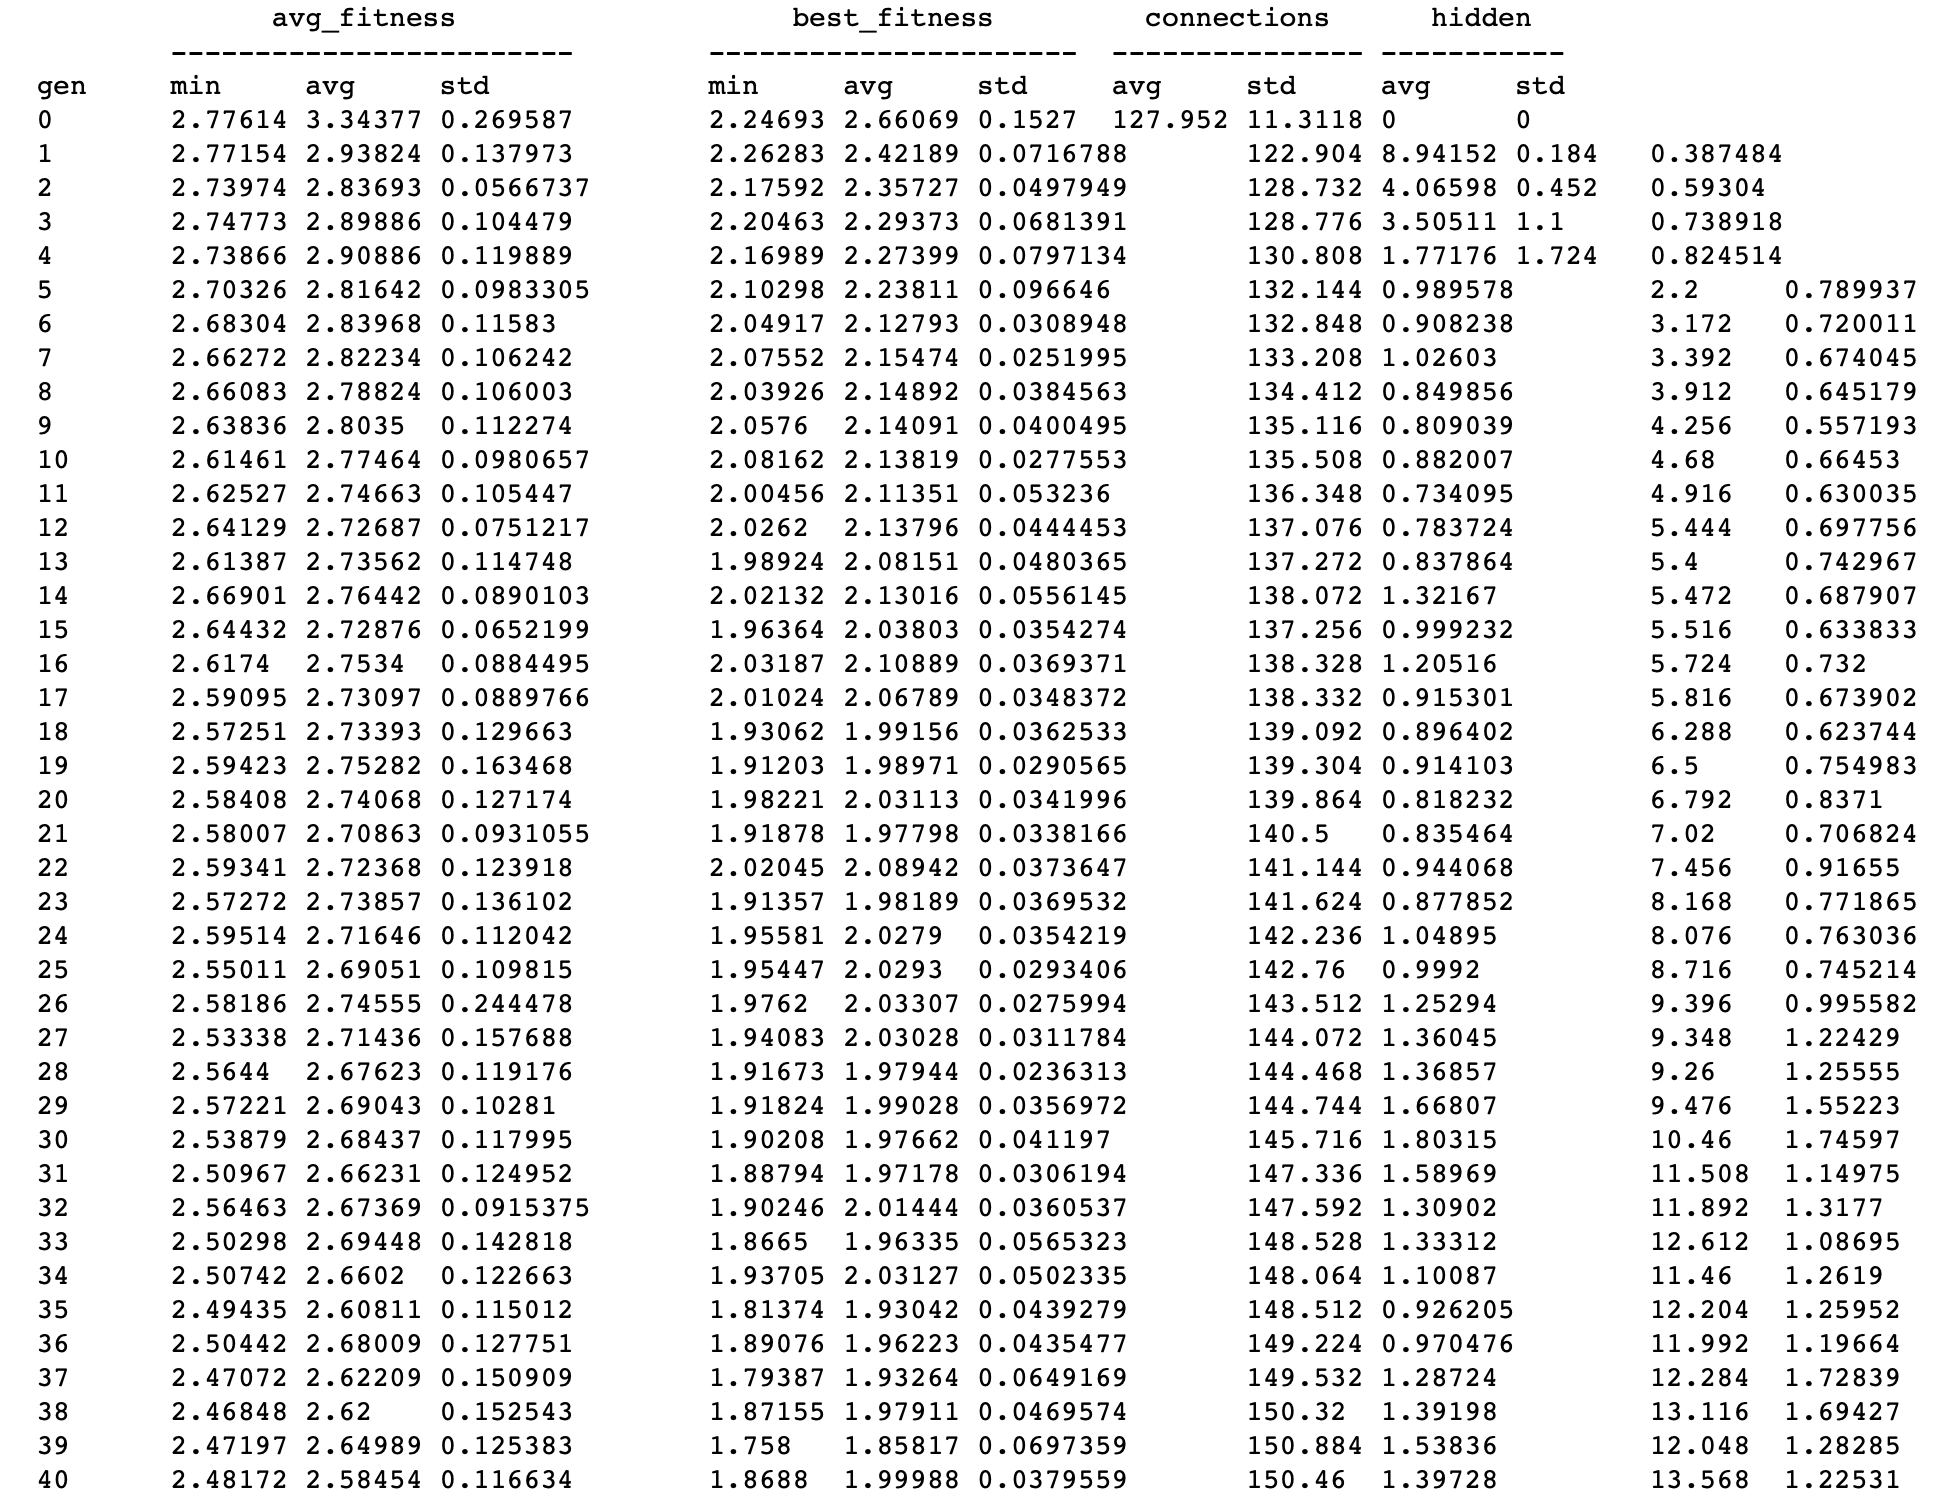 avg_fitness best_fitness connections hidden
------------------------ ---------------------- --------------- -----------
gen min avg std min avg std avg std avg std
0 2.77614 3.34377 0.269587 2.24693 2.66069 0.1527 127.952 11.3118 0 0
1 2.77154 2.93824 0.137973 2.26283 2.42189 0.0716788 122.904 8.94152 0.184 0.387484
2 2.73974 2.83693 0.0566737 2.17592 2.35727 0.0497949 128.732 4.06598 0.452 0.59304
3 2.74773 2.89886 0.104479 2.20463 2.29373 0.0681391 128.776 3.50511 1.1 0.738918
4 2.73866 2.90886 0.119889 2.16989 2.27399 0.0797134 130.808 1.77176 1.724 0.824514
5 2.70326 2.81642 0.0983305 2.10298 2.23811 0.096646 132.144 0.989578 2.2 0.789937
6 2.68304 2.83968 0.11583 2.04917 2.12793 0.0308948 132.848 0.908238 3.172 0.720011
7 2.66272 2.82234 0.106242 2.07552 2.15474 0.0251995 133.208 1.02603 3.392 0.674045
8 2.66083 2.78824 0.106003 2.03926 2.14892 0.0384563 134.412 0.849856 3.912 0.645179
9 2.63836 2.8035 0.112274 2.0576 2.14091 0.0400495 135.116 0.809039 4.256 0.557193
10 2.61461 2.77464 0.0980657 2.08162 2.13819 0.0277553 135.508 0.882007 4.68 0.66453
11 2.62527 2.74663 0.105447 2.00456 2.11351 0.053236 136.348 0.734095 4.916 0.630035
12 2.64129 2.72687 0.0751217 2.0262 2.13796 0.0444453 137.076 0.783724 5.444 0.697756
13 2.61387 2.73562 0.114748 1.98924 2.08151 0.0480365 137.272 0.837864 5.4 0.742967
14 2.66901 2.76442 0.0890103 2.02132 2.13016 0.0556145 138.072 1.32167 5.472 0.687907
15 2.64432 2.72876 0.0652199 1.96364 2.03803 0.0354274 137.256 0.999232 5.516 0.633833
16 2.6174 2.7534 0.0884495 2.03187 2.10889 0.0369371 138.328 1.20516 5.724 0.732
17 2.59095 2.73097 0.0889766 2.01024 2.06789 0.0348372 138.332 0.915301 5.816 0.673902
18 2.57251 2.73393 0.129663 1.93062 1.99156 0.0362533 139.092 0.896402 6.288 0.623744
19 2.59423 2.75282 0.163468 1.91203 1.98971 0.0290565 139.304 0.914103 6.5 0.754983
20 2.58408 2.74068 0.127174 1.98221 2.03113 0.0341996 139.864 0.818232 6.792 0.8371
21 2.58007 2.70863 0.0931055 1.91878 1.97798 0.0338166 140.5 0.835464 7.02 0.706824
22 2.59341 2.72368 0.123918 2.02045 2.08942 0.0373647 141.144 0.944068 7.456 0.91655
23 2.57272 2.73857 0.136102 1.91357 1.98189 0.0369532 141.624 0.877852 8.168 0.771865
24 2.59514 2.71646 0.112042 1.95581 2.0279 0.0354219 142.236 1.04895 8.076 0.763036
25 2.55011 2.69051 0.109815 1.95447 2.0293 0.0293406 142.76 0.9992 8.716 0.745214
26 2.58186 2.74555 0.244478 1.9762 2.03307 0.0275994 143.512 1.25294 9.396 0.995582
27 2.53338 2.71436 0.157688 1.94083 2.03028 0.0311784 144.072 1.36045 9.348 1.22429
28 2.5644 2.67623 0.119176 1.91673 1.97944 0.0236313 144.468 1.36857 9.26 1.25555
29 2.57221 2.69043 0.10281 1.91824 1.99028 0.0356972 144.744 1.66807 9.476 1.55223
30 2.53879 2.68437 0.117995 1.90208 1.97662 0.041197 145.716 1.80315 10.46 1.74597
31 2.50967 2.66231 0.124952 1.88794 1.97178 0.0306194 147.336 1.58969 11.508 1.14975
32 2.56463 2.67369 0.0915375 1.90246 2.01444 0.0360537 147.592 1.30902 11.892 1.3177
33 2.50298 2.69448 0.142818 1.8665 1.96335 0.0565323 148.528 1.33312 12.612 1.08695
34 2.50742 2.6602 0.122663 1.93705 2.03127 0.0502335 148.064 1.10087 11.46 1.2619
35 2.49435 2.60811 0.115012 1.81374 1.93042 0.0439279 148.512 0.926205 12.204 1.25952
36 2.50442 2.68009 0.127751 1.89076 1.96223 0.0435477 149.224 0.970476 11.992 1.19664
37 2.47072 2.62209 0.150909 1.79387 1.93264 0.0649169 149.532 1.28724 12.284 1.72839
38 2.46848 2.62 0.152543 1.87155 1.97911 0.0469574 150.32 1.39198 13.116 1.69427
39 2.47197 2.64989 0.125383 1.758 1.85817 0.0697359 150.884 1.53836 12.048 1.28285
40 2.48172 2.58454 0.116634 1.8688 1.99988 0.0379559 150.46 1.39728 13.568 1.22531